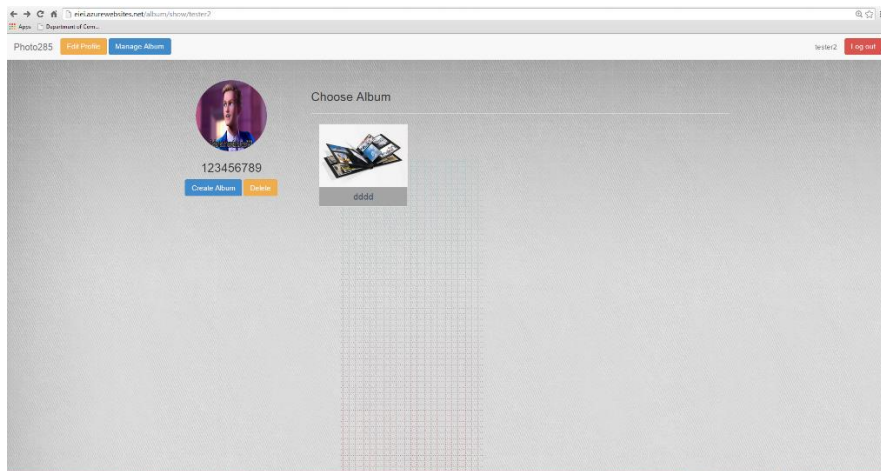 eiei.azurewebsites.net/album/show/tester2
Apps Department of Com...
Photo285 Edit Profile Manage Album tester2 Log out
Choose Album
123456789
Create Album Delete
dddd